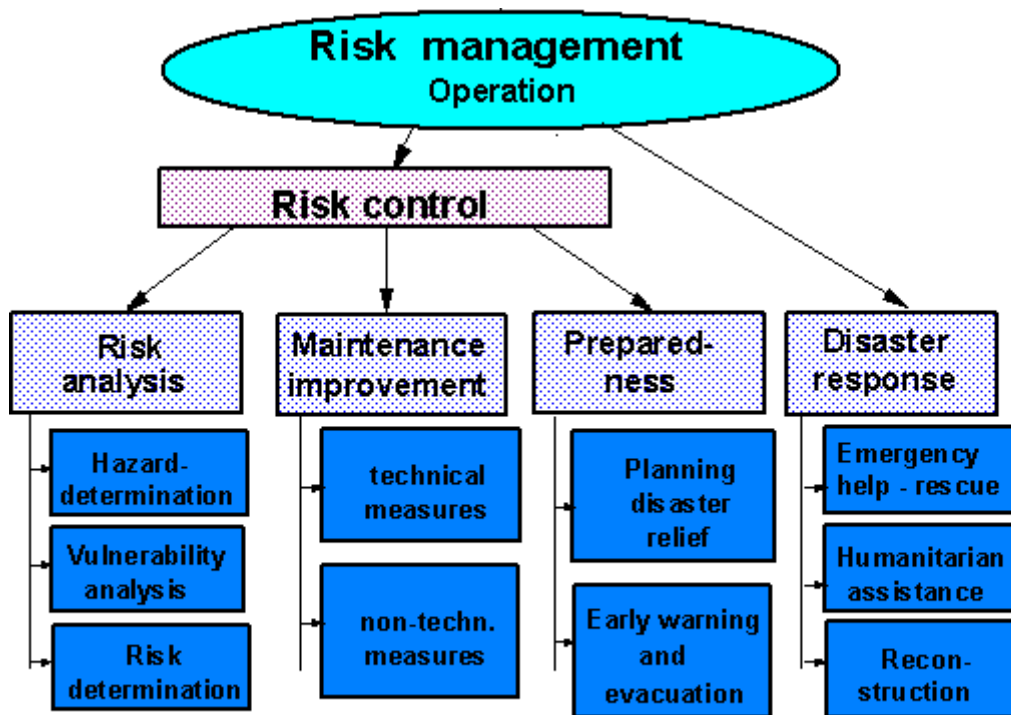 Risk management
Operation
Risk control
Risk
analysis
Hazard-
determination
Vulnerability
analysis
Risk
determination
Maintenance
improvement
technical
measures
non-techn.
measures
Prepared-
ness
Planning
disaster
relief
Early warning
and
evacuation
Disaster
response
Emergency
help - rescue
Humanitarian
assistance
Recon-
struction